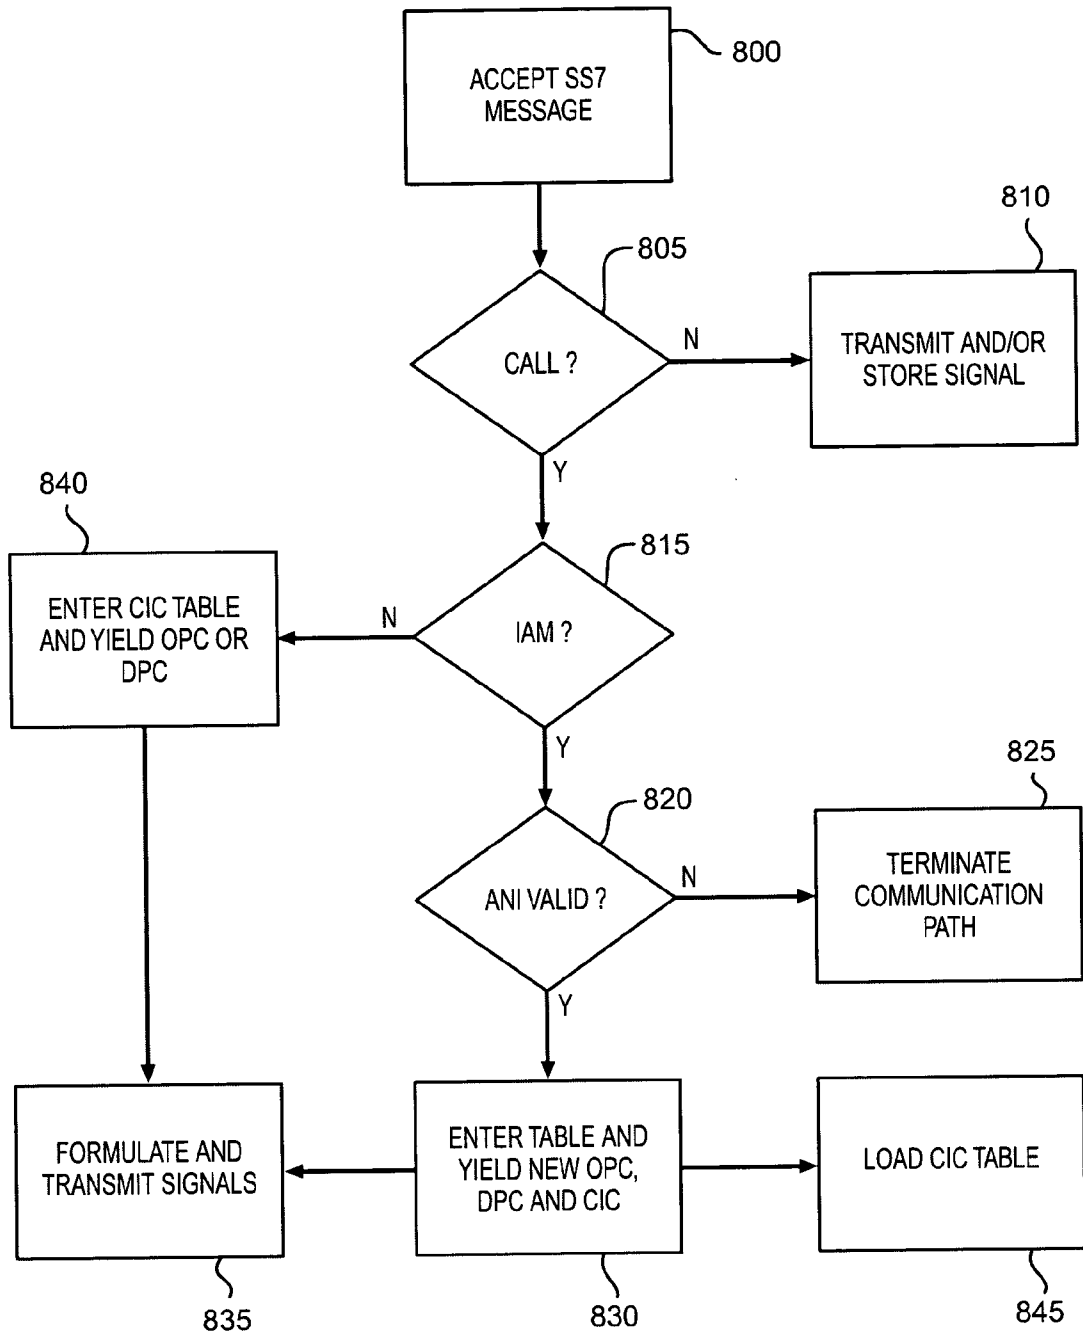 ACCEPT SS7
MESSAGE
800
805
CALL ?
N
810
TRANSMIT AND/OR
STORE SIGNAL
Y
840
ENTER CIC TABLE
AND YIELD OPC OR
DPC
N
815
IAM ?
Y
820
ANI VALID ?
N
825
TERMINATE
COMMUNICATION
PATH
Y
FORMULATE AND
TRANSMIT SIGNALS
835
ENTER TABLE AND
YIELD NEW OPC,
DPC AND CIC
830
LOAD CIC TABLE
845